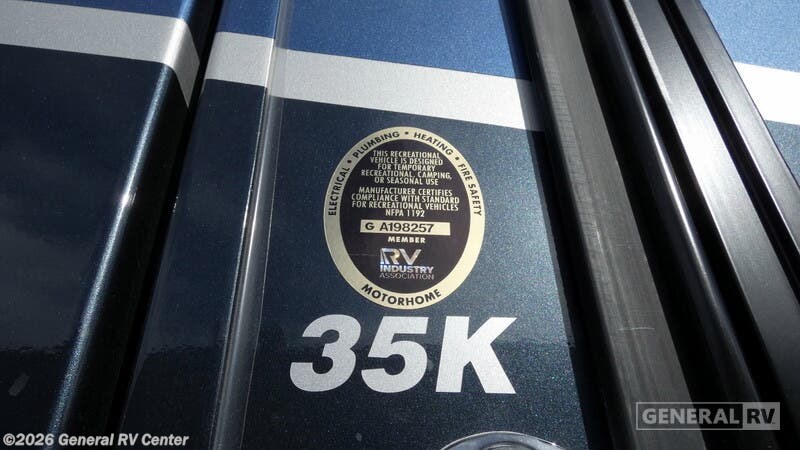 ELECTRICAL • PLUMBING • HEATING • FIRE SAFETY
THIS RECREATIONAL
VEHICLE IS DESIGNED
FOR TEMPORARY
RECREATIONAL, CAMPING,
OR SEASONAL USE
MANUFACTURER CERTIFIES
COMPLIANCE WITH STANDARD
FOR RECREATIONAL VEHICLES
NFPA 1192
G A198257
MEMBER
RV
INDUSTRY
ASSOCIATION
MOTORHOME
35K
GENERAL RV
©2026 General RV Center